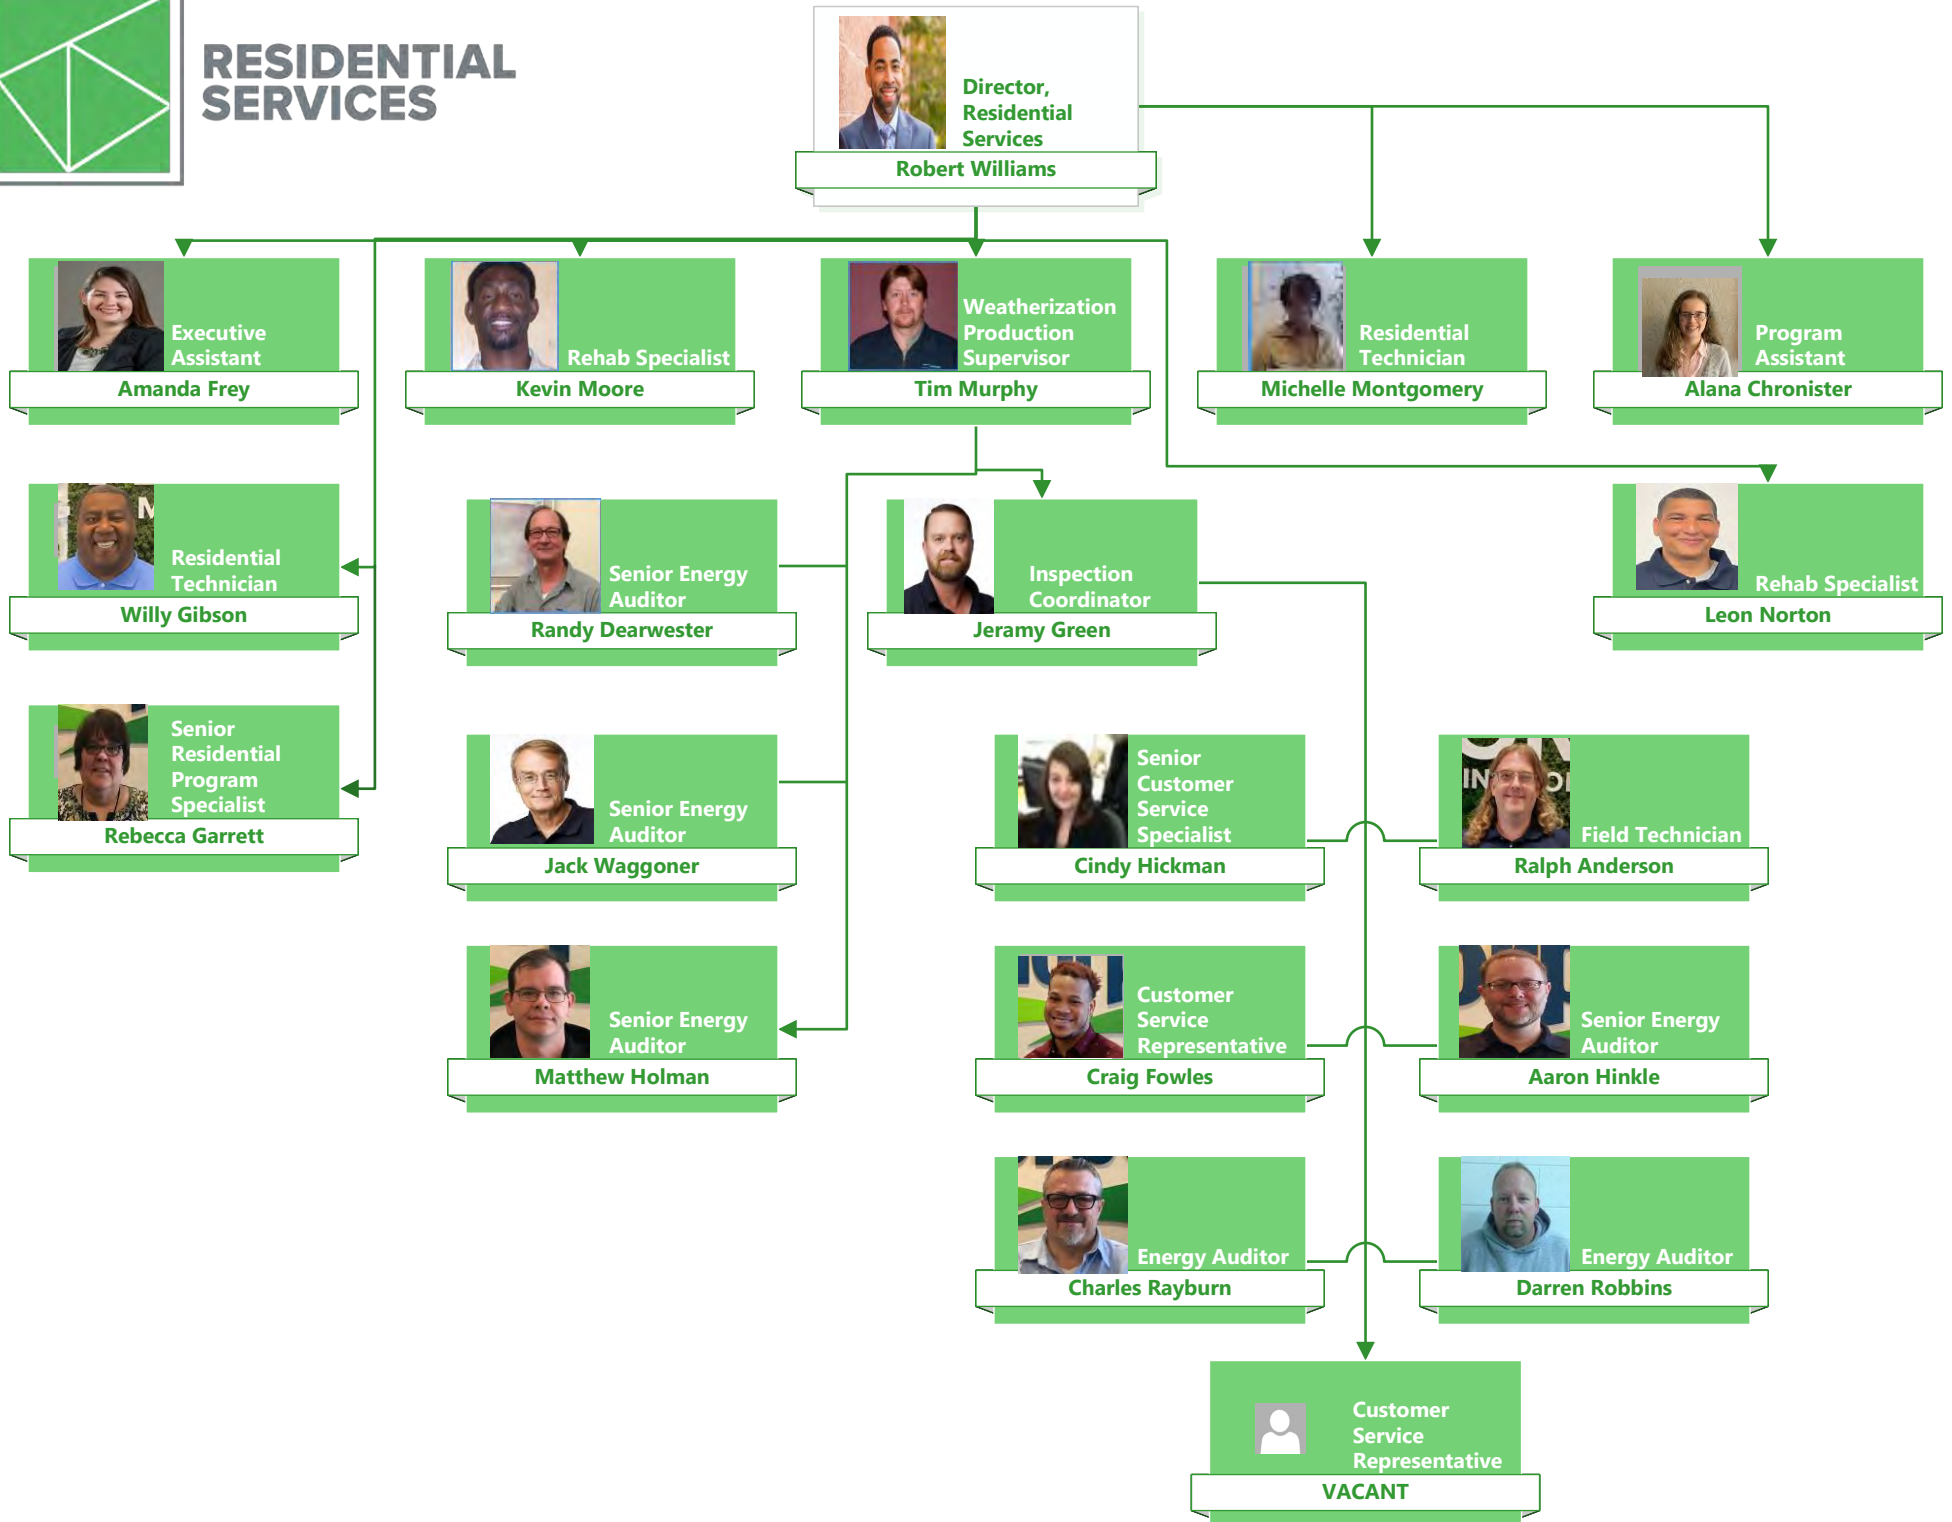 RESIDENTIAL
SERVICES
Director,
Residential
Services
Robert Williams
Executive
Assistant
Amanda Frey
Rehab Specialist
Kevin Moore
Weatherization
Production
Supervisor
Tim Murphy
Residential
Technician
Michelle Montgomery
Program
Assistant
Alana Chronister
Residential
Technician
Willy Gibson
Senior Energy
Auditor
Randy Dearwester
Inspection
Coordinator
Jeramy Green
Rehab Specialist
Leon Norton
Senior
Residential
Program
Specialist
Rebecca Garrett
Senior Energy
Auditor
Jack Waggoner
Senior
Customer
Service
Specialist
Cindy Hickman
Field Technician
Ralph Anderson
Senior Energy
Auditor
Matthew Holman
Customer
Service
Representative
Craig Fowles
Senior Energy
Auditor
Aaron Hinkle
Energy Auditor
Charles Rayburn
Energy Auditor
Darren Robbins
Customer
Service
Representative
VACANT